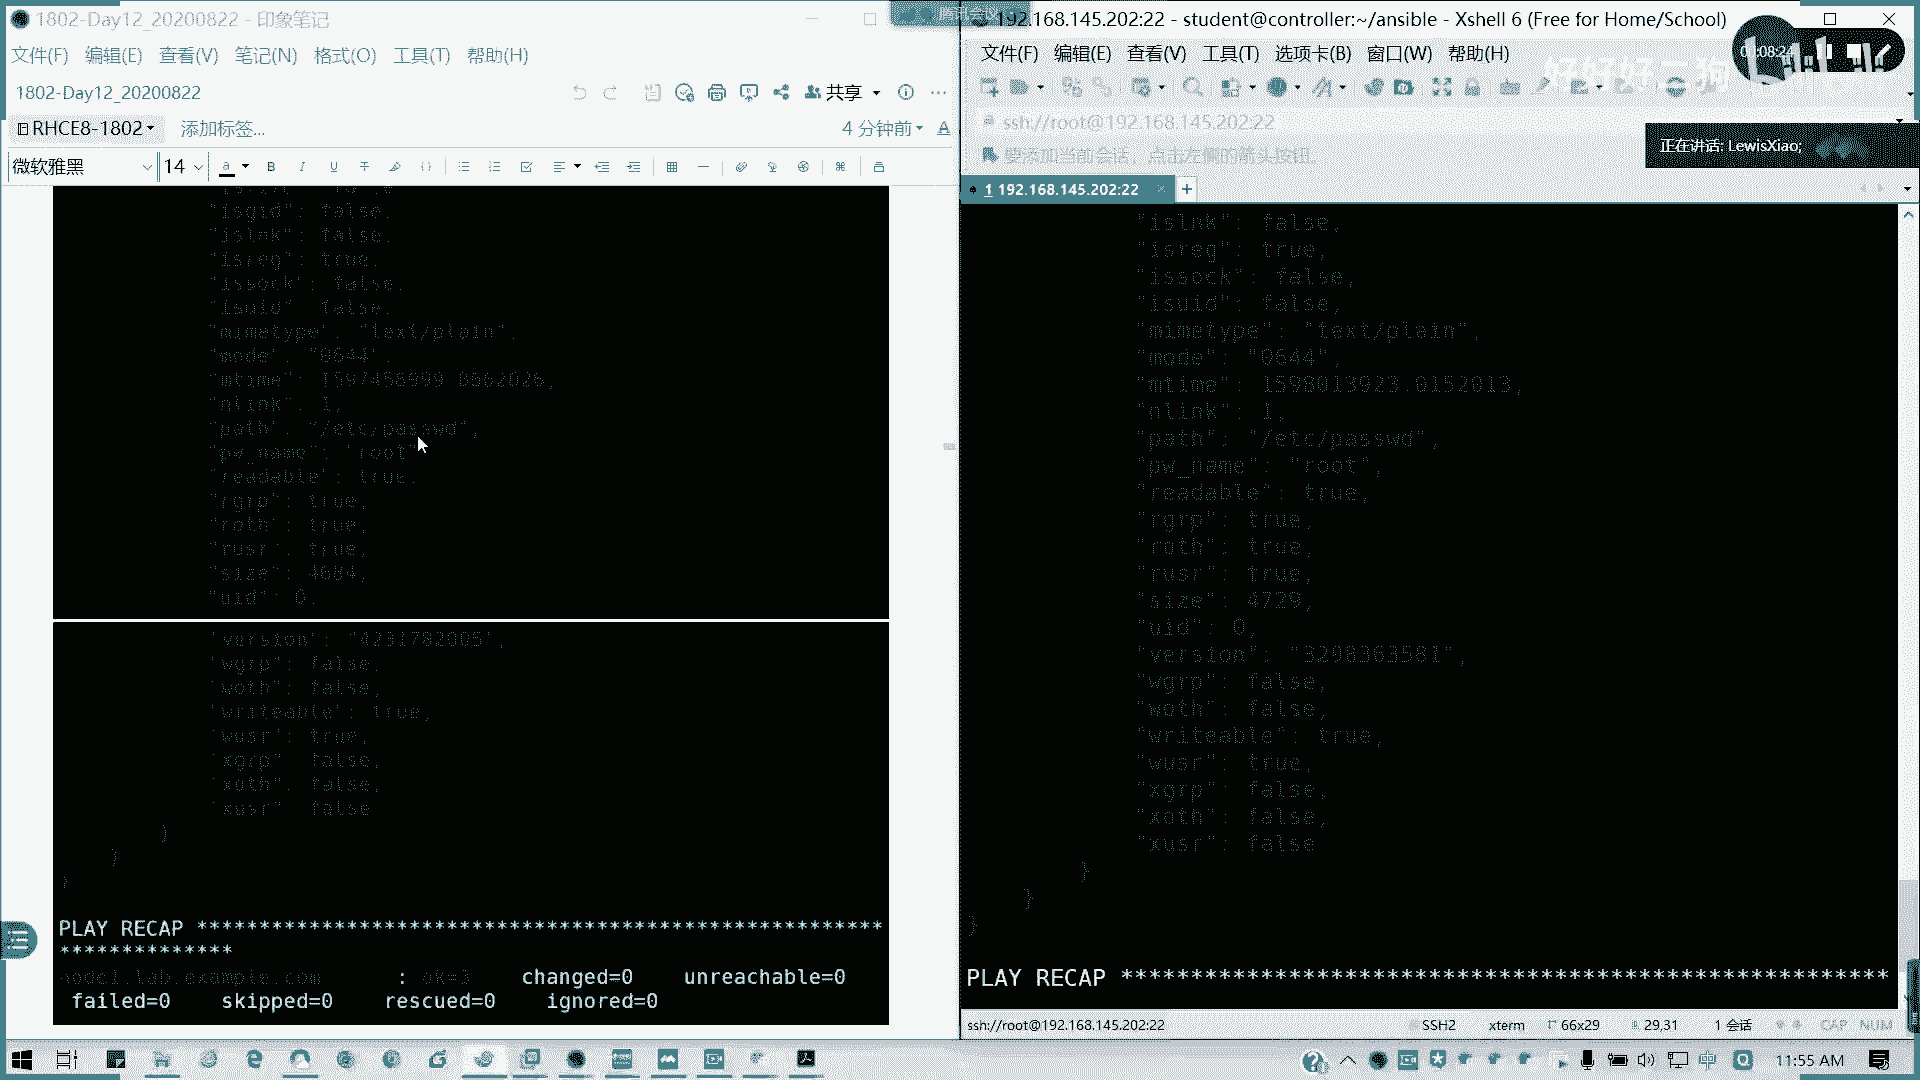 1802-Day12_20200822 - 印象笔记
文件(F) 编辑(E) 查看(V) 笔记(N) 格式(O) 工具(T) 帮助(H)
1802-Day12_20200822
共享
RHCE8-1802 添加标签...
4 分钟前
微软雅黑 14
"isgid": false,
"islnk": false,
"isreg": true,
"issock": false,
"isuid": false,
"mimetype": "text/plain",
"mode": "0644",
"mtime": 1597458999.8662026,
"nlink": 1,
"path": "/etc/passwd",
"pw_name": "root",
"readable": true,
"rgrp": true,
"roth": true,
"rusr": true,
"size": 4684,
"uid": 0,
"version": "4231782005",
"wgrp": false,
"woth": false,
"writeable": true,
"wusr": true,
"xgrp": false,
"xoth": false,
"xusr": false
}
}
}
PLAY RECAP *******************************************************
**************
node1.lab.example.com : ok=3 changed=0 unreachable=0
failed=0 skipped=0 rescued=0 ignored=0
192.168.145.202:22 - student@controller:~/ansible - Xshell 6 (Free for Home/School)
文件(F) 编辑(E) 查看(V) 工具(T) 选项卡(B) 窗口(W) 帮助(H)
好好好二狗
ssh://root@192.168.145.202:22
要添加当前会话，点击左侧的箭头按钮。
正在讲话: LewisXiao;
1 192.168.145.202:22
"islnk": false,
"isreg": true,
"issock": false,
"isuid": false,
"mimetype": "text/plain",
"mode": "0644",
"mtime": 1598013923.0152013,
"nlink": 1,
"path": "/etc/passwd",
"pw_name": "root",
"readable": true,
"rgrp": true,
"roth": true,
"rusr": true,
"size": 4729,
"uid": 0,
"version": "3298363581",
"wgrp": false,
"woth": false,
"writeable": true,
"wusr": true,
"xgrp": false,
"xoth": false,
"xusr": false
}
}
}
PLAY RECAP *******************************************************
ssh://root@192.168.145.202:22 SSH2 xterm 66x29 29,31 1 会话 CAP NUM
中 11:55 AM